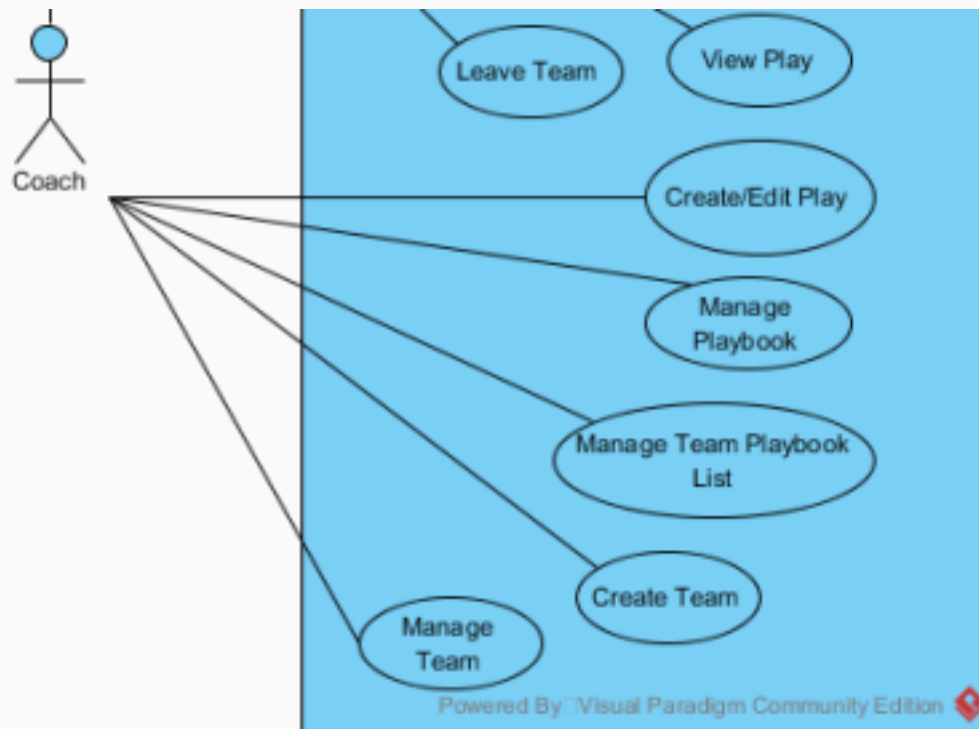 Leave Team
View Play
Coach
Create/Edit Play
Manage
Playbook
Manage Team Playbook
List
Create Team
Manage
Team
Powered By Visual Paradigm Community Edition